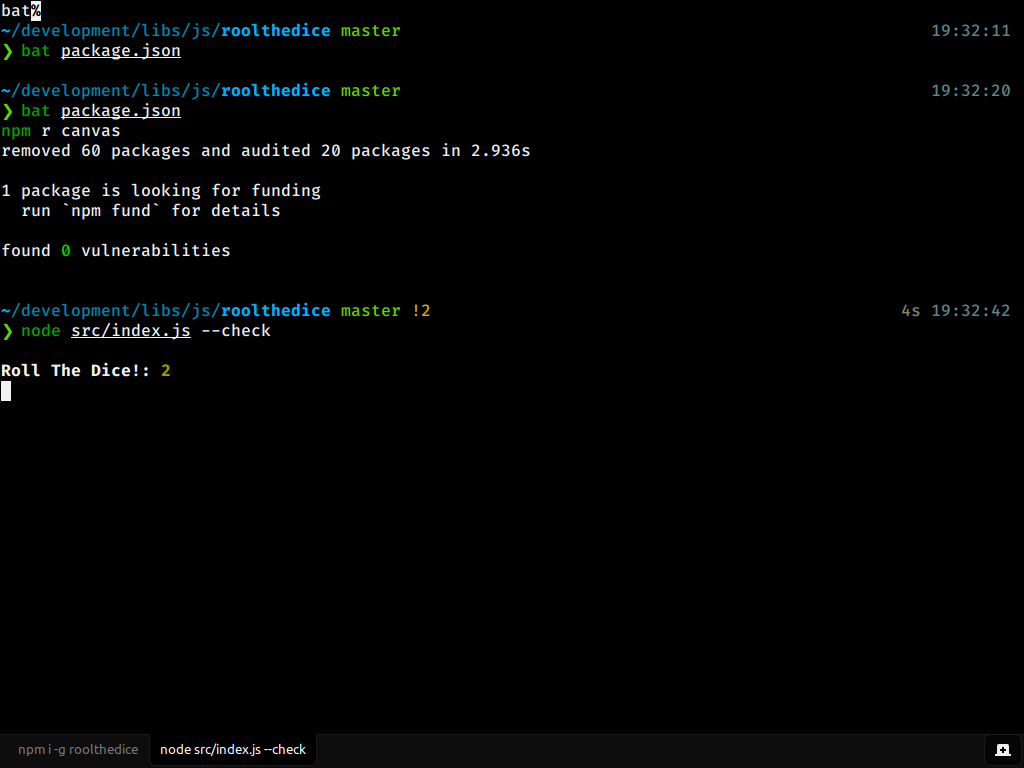 bat%
~/development/libs/js/roolthedice master 19:32:11
❯ bat package.json
~/development/libs/js/roolthedice master 19:32:20
❯ bat package.json
npm r canvas
removed 60 packages and audited 20 packages in 2.936s
1 package is looking for funding
run `npm fund` for details
found 0 vulnerabilities
~/development/libs/js/roolthedice master !2 4s 19:32:42
❯ node src/index.js --check
Roll The Dice!: 2
npm i -g roolthedice
node src/index.js --check